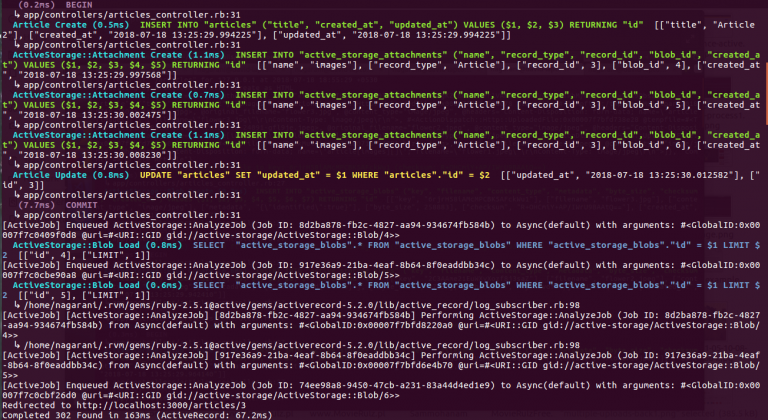 (0.2ms)  BEGIN
↳ app/controllers/articles_controller.rb:31
Article Create (0.5ms)  INSERT INTO "articles" ("title", "created_at", "updated_at") VALUES ($1, $2, $3) RETURNING "id"  [["title", "Article
2"], ["created_at", "2018-07-18 13:25:29.994225"], ["updated_at", "2018-07-18 13:25:29.994225"]]
↳ app/controllers/articles_controller.rb:31
ActiveStorage::Attachment Create (1.1ms)  INSERT INTO "active_storage_attachments" ("name", "record_type", "record_id", "blob_id", "created_a
t") VALUES ($1, $2, $3, $4, $5) RETURNING "id"  [["name", "images"], ["record_type", "Article"], ["record_id", 3], ["blob_id", 4], ["created_at
", "2018-07-18 13:25:29.997568"]]
↳ app/controllers/articles_controller.rb:31
ActiveStorage::Attachment Create (0.7ms)  INSERT INTO "active_storage_attachments" ("name", "record_type", "record_id", "blob_id", "created_a
t") VALUES ($1, $2, $3, $4, $5) RETURNING "id"  [["name", "images"], ["record_type", "Article"], ["record_id", 3], ["blob_id", 5], ["created_at
", "2018-07-18 13:25:30.002475"]]
↳ app/controllers/articles_controller.rb:31
ActiveStorage::Attachment Create (1.1ms)  INSERT INTO "active_storage_attachments" ("name", "record_type", "record_id", "blob_id", "created_a
t") VALUES ($1, $2, $3, $4, $5) RETURNING "id"  [["name", "images"], ["record_type", "Article"], ["record_id", 3], ["blob_id", 6], ["created_at
", "2018-07-18 13:25:30.008230"]]
↳ app/controllers/articles_controller.rb:31
Article Update (0.8ms)  UPDATE "articles" SET "updated_at" = $1 WHERE "articles"."id" = $2  [["updated_at", "2018-07-18 13:25:30.012582"], ["
id", 3]]
↳ app/controllers/articles_controller.rb:31
(7.7ms)  COMMIT
↳ app/controllers/articles_controller.rb:31
[ActiveJob] Enqueued ActiveStorage::AnalyzeJob (Job ID: 8d2ba878-fb2c-4827-aa94-934674fb584b) to Async(default) with arguments: #<GlobalID:0x00
007f7c0409f0d8 @uri=#<URI::GID gid://active-storage/ActiveStorage::Blob/4>>
ActiveStorage::Blob Load (0.8ms)  SELECT  "active_storage_blobs".* FROM "active_storage_blobs" WHERE "active_storage_blobs"."id" = $1 LIMIT $
2  [["id", 4], ["LIMIT", 1]]
[ActiveJob] Enqueued ActiveStorage::AnalyzeJob (Job ID: 917e36a9-21ba-4eaf-8b64-8f0eaddbb34c) to Async(default) with arguments: #<GlobalID:0x00
007f7c0cbe90a8 @uri=#<URI::GID gid://active-storage/ActiveStorage::Blob/5>>
ActiveStorage::Blob Load (0.6ms)  SELECT  "active_storage_blobs".* FROM "active_storage_blobs" WHERE "active_storage_blobs"."id" = $1 LIMIT $
2  [["id", 5], ["LIMIT", 1]]
↳ /home/nagarani/.rvm/gems/ruby-2.5.1@active/gems/activerecord-5.2.0/lib/active_record/log_subscriber.rb:98
[ActiveJob] [ActiveStorage::AnalyzeJob] [8d2ba878-fb2c-4827-aa94-934674fb584b] Performing ActiveStorage::AnalyzeJob (Job ID: 8d2ba878-fb2c-4827
-aa94-934674fb584b) from Async(default) with arguments: #<GlobalID:0x00007f7bfd8220a0 @uri=#<URI::GID gid://active-storage/ActiveStorage::Blob/
4>>
↳ /home/nagarani/.rvm/gems/ruby-2.5.1@active/gems/activerecord-5.2.0/lib/active_record/log_subscriber.rb:98
[ActiveJob] [ActiveStorage::AnalyzeJob] [917e36a9-21ba-4eaf-8b64-8f0eaddbb34c] Performing ActiveStorage::AnalyzeJob (Job ID: 917e36a9-21ba-4eaf
-8b64-8f0eaddbb34c) from Async(default) with arguments: #<GlobalID:0x00007f7bfd6e4b70 @uri=#<URI::GID gid://active-storage/ActiveStorage::Blob/
5>>
[ActiveJob] Enqueued ActiveStorage::AnalyzeJob (Job ID: 74ee98a8-9450-47cb-a231-83a44d4ed1e9) to Async(default) with arguments: #<GlobalID:0x00
007f7c0cbf26d0 @uri=#<URI::GID gid://active-storage/ActiveStorage::Blob/6>>
Redirected to http://localhost:3000/articles/3
Completed 302 Found in 163ms (ActiveRecord: 67.2ms)